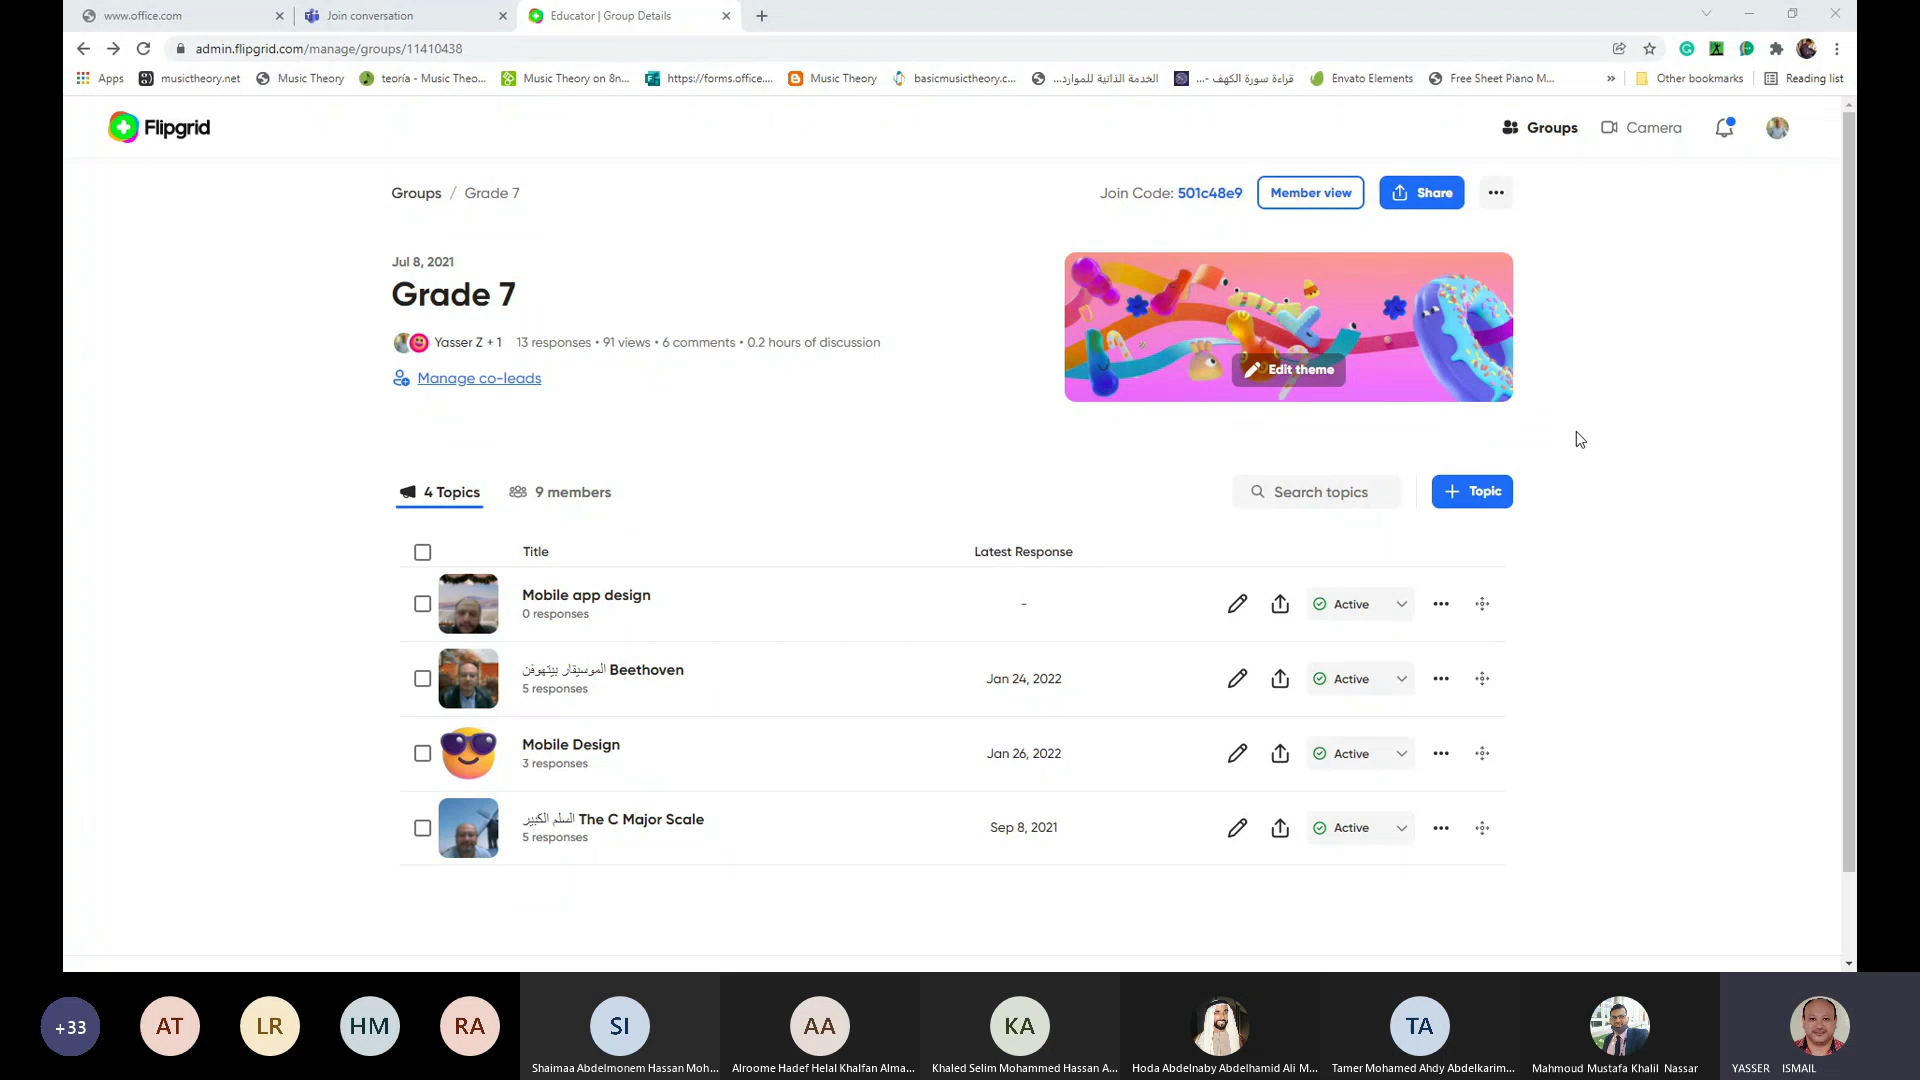 www.office.com
Join conversation
Educator | Group Details
admin.flipgrid.com/manage/groups/11410438
Apps
musictheory.net
Music Theory
teoría - Music Theo...
Music Theory on 8n...
https://forms.office....
Music Theory
basicmusictheory.c...
الخدمة الذاتية للموارد...
قراءة سورة الكهف -...
Envato Elements
Free Sheet Piano M...
»
Other bookmarks
Reading list
Flipgrid
Groups
Camera
Groups / Grade 7
Join Code: 501c48e9
Member view
Share
Jul 8, 2021
Grade 7
Yasser Z + 1 13 responses • 91 views • 6 comments • 0.2 hours of discussion
Manage co-leads
Edit theme
4 Topics
9 members
Search topics
+ Topic
Title
Latest Response
Mobile app design
0 responses
-
Active
الموسيقار بيتهوفن Beethoven
5 responses
Jan 24, 2022
Active
Mobile Design
3 responses
Jan 26, 2022
Active
السلم الكبير The C Major Scale
5 responses
Sep 8, 2021
Active
+33
AT
LR
HM
RA
SI
AA
KA
TA
Shaimaa Abdelmonem Hassan Moh...
Alroome Hadef Helal Khalfan Alma...
Khaled Selim Mohammed Hassan A...
Hoda Abdelnaby Abdelhamid Ali M...
Tamer Mohamed Ahdy Abdelkarim...
Mahmoud Mustafa Khalil Nassar
YASSER ISMAIL